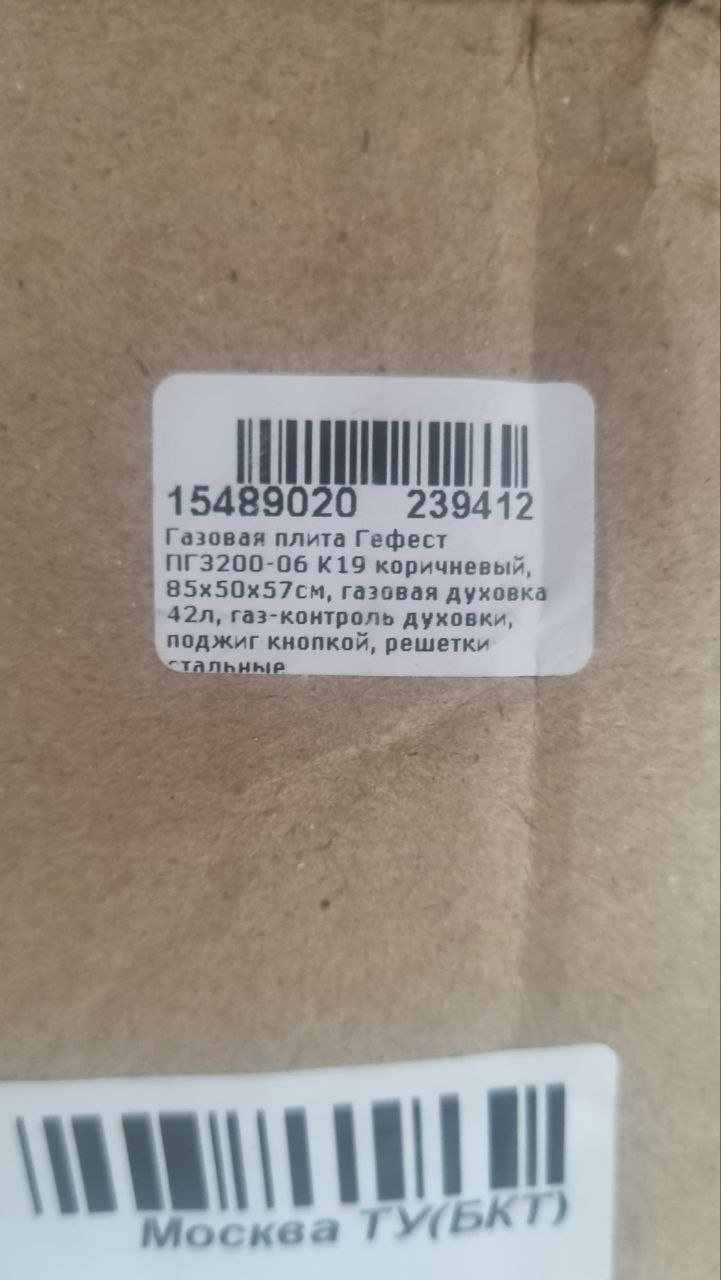 15489020 239412
Газовая плита Гефест
ПГ3200-06 К19 коричневый,
85х50х57см, газовая духовка
42л, газ-контроль духовки,
поджиг кнопкой, решетки
стальные
Москва ТУ(БКТ)